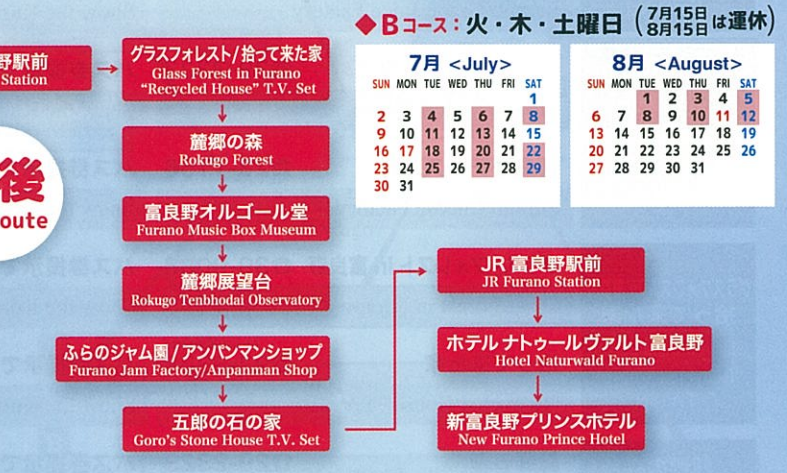 ◆Bコース：火・木・土曜日（7月15日 8月15日 は運休）
7月 <July>
SUN MON TUE WED THU FRI SAT
1
2 3 4 5 6 7 8
9 10 11 12 13 14 15
16 17 18 19 20 21 22
23 24 25 26 27 28 29
30 31
8月 <August>
SUN MON TUE WED THU FRI SAT
1 2 3 4 5
6 7 8 9 10 11 12
13 14 15 16 17 18 19
20 21 22 23 24 25 26
27 28 29 30 31
野駅前
Station
グラスフォレスト/拾って来た家
Glass Forest in Furano
“Recycled House” T.V. Set
麓郷の森
Rokugo Forest
後
oute
富良野オルゴール堂
Furano Music Box Museum
麓郷展望台
Rokugo Tenbhodai Observatory
ふらのジャム園/アンパンマンショップ
Furano Jam Factory/Anpanman Shop
五郎の石の家
Goro's Stone House T.V. Set
JR 富良野駅前
JR Furano Station
ホテル ナトゥールヴァルト富良野
Hotel Naturwald Furano
新富良野プリンスホテル
New Furano Prince Hotel